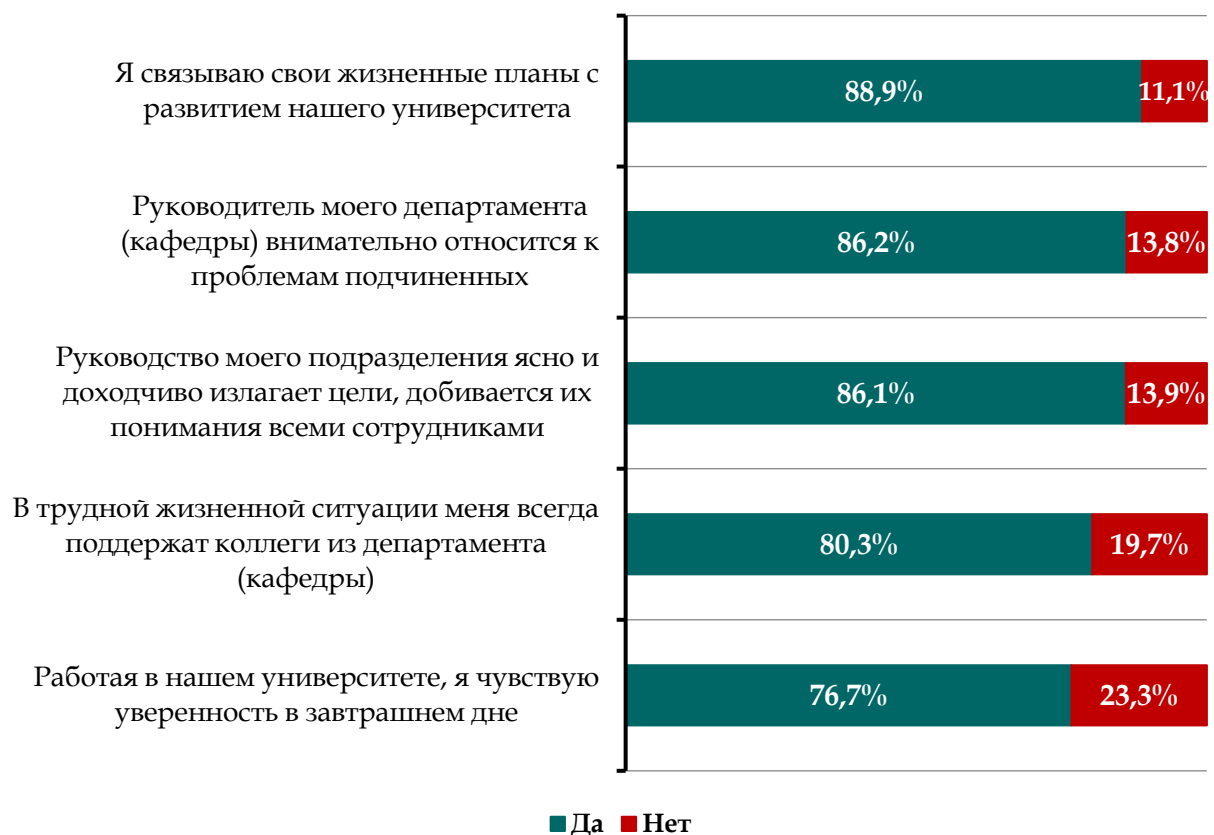 Я связываю свои жизненные планы с
развитием нашего университета
88,9%
11,1%
Руководитель моего департамента
(кафедры) внимательно относится к
проблемам подчиненных
86,2%
13,8%
Руководство моего подразделения ясно и
доходчиво излагает цели, добивается их
понимания всеми сотрудниками
86,1%
13,9%
В трудной жизненной ситуации меня всегда
поддержат коллеги из департамента
(кафедры)
80,3%
19,7%
Работая в нашем университете, я чувствую
уверенность в завтрашнем дне
76,7%
23,3%
Да Нет